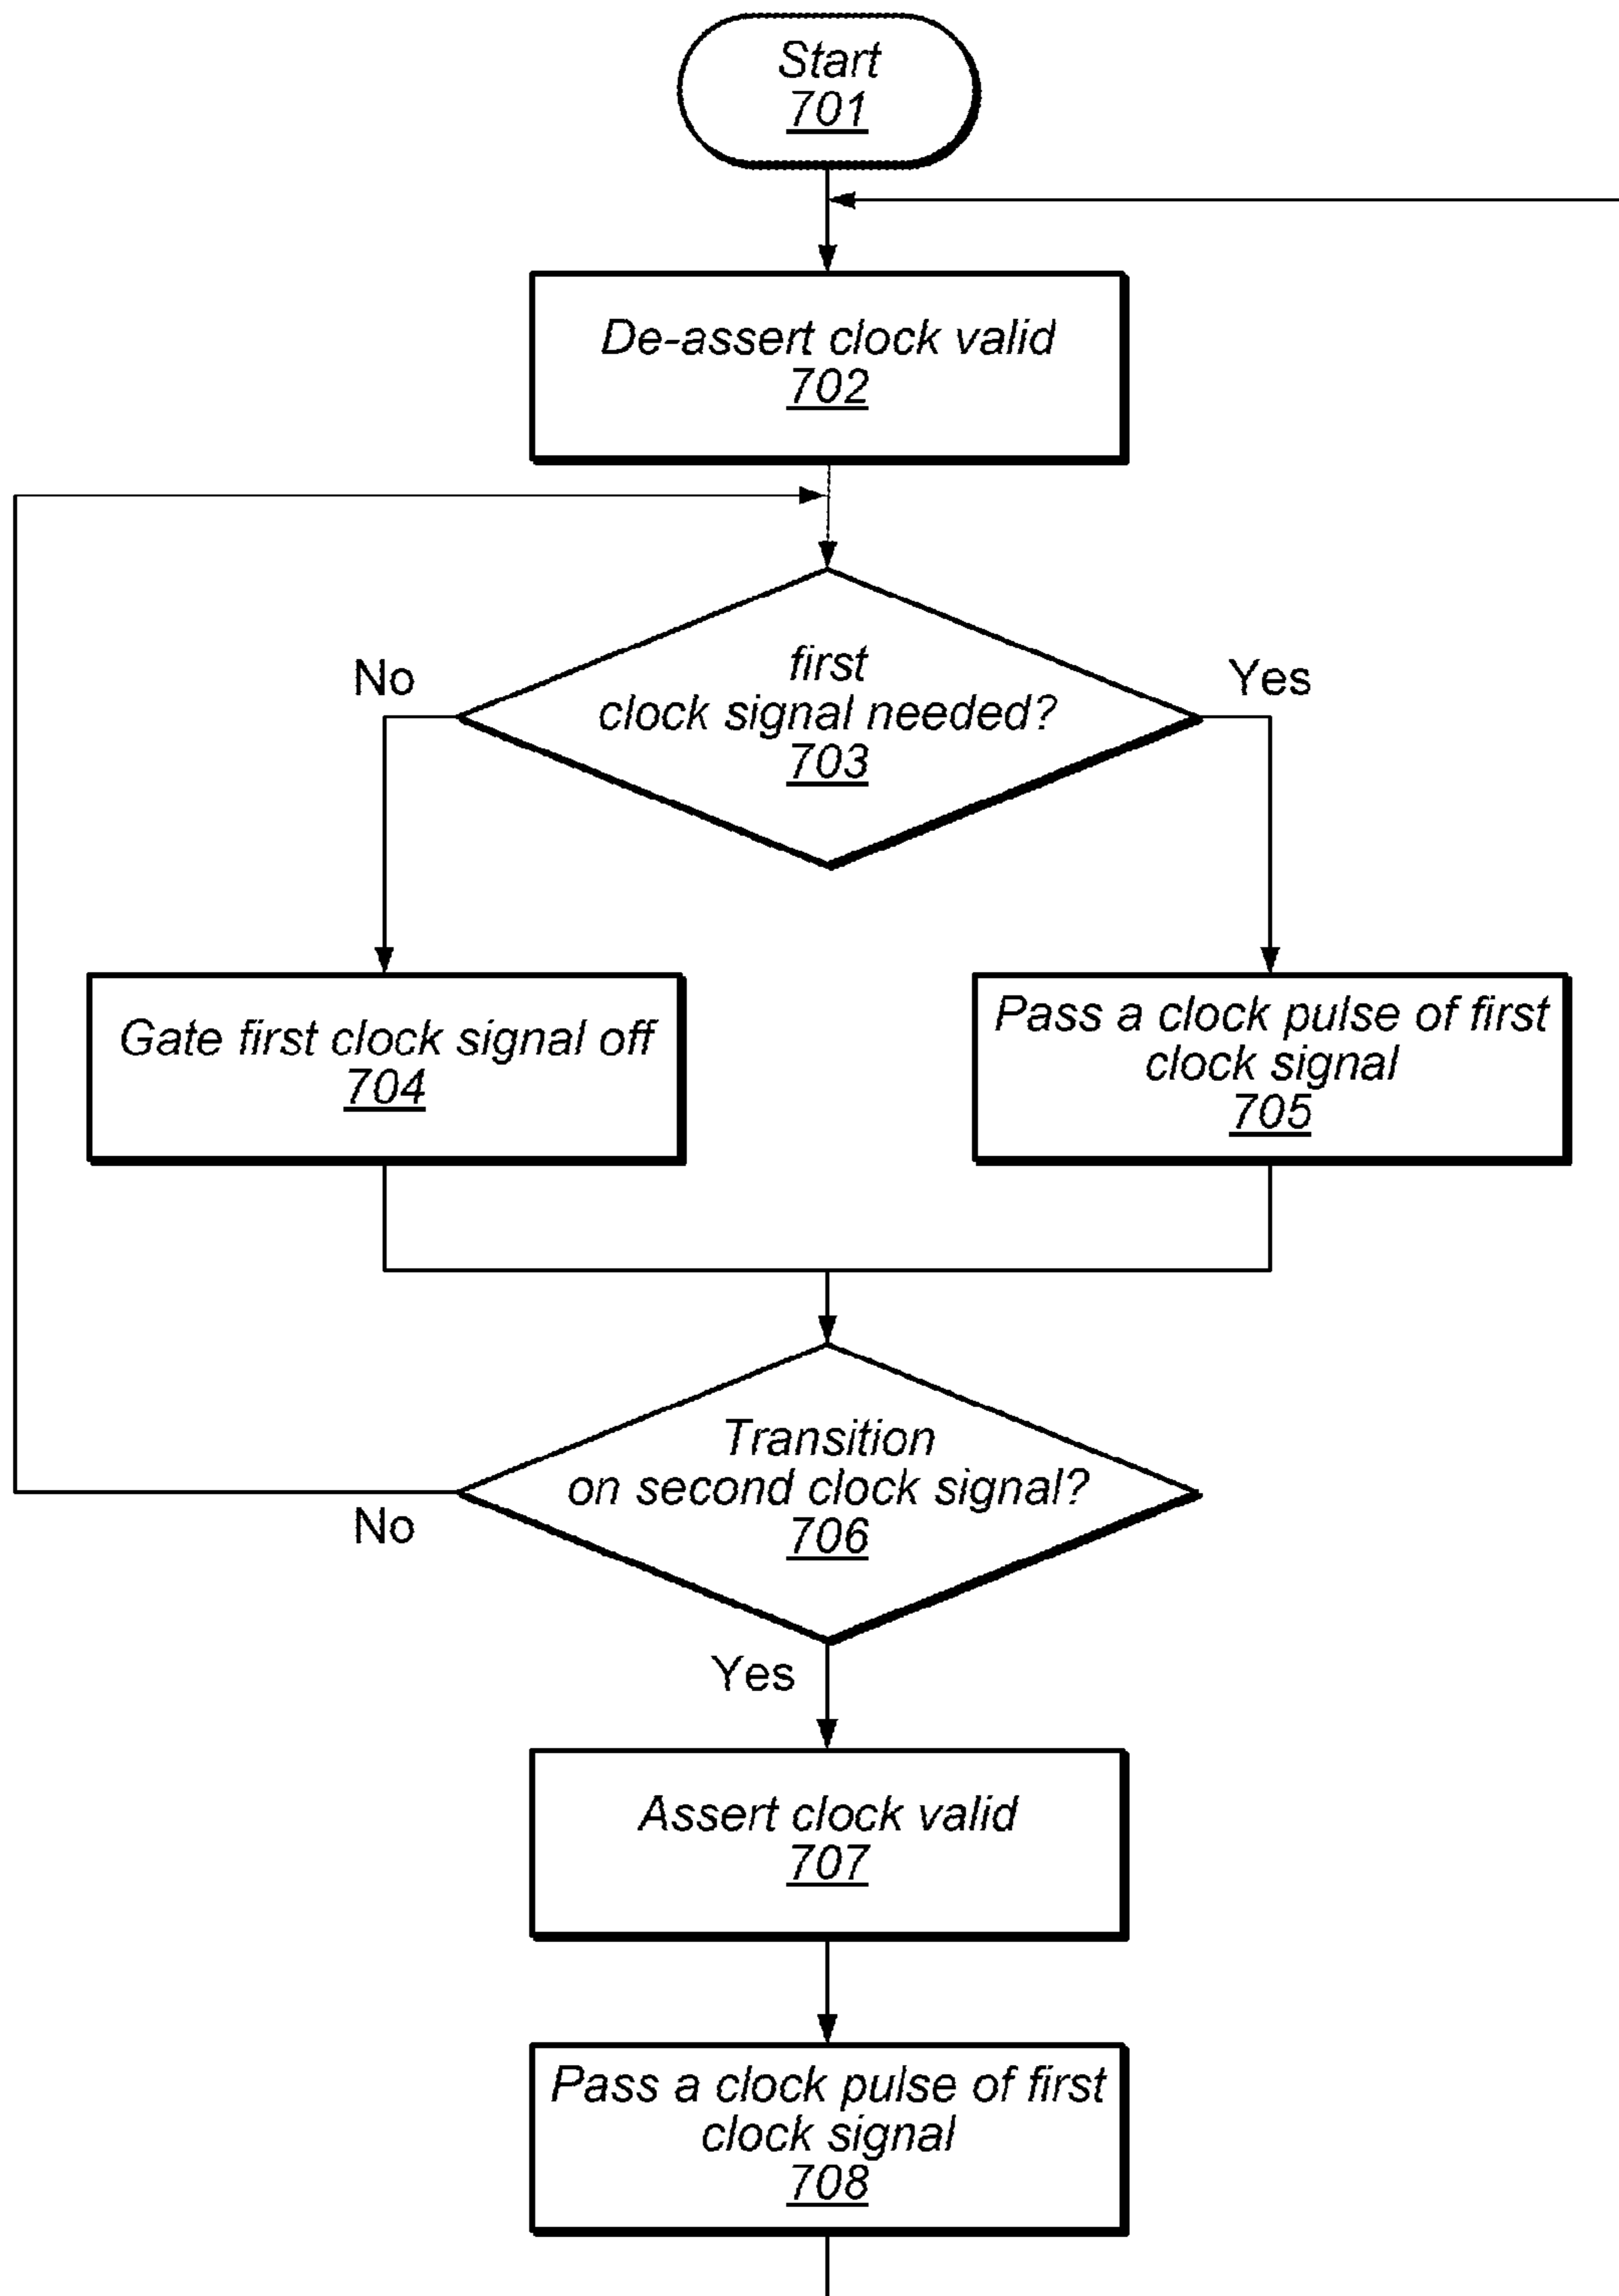 Start
701
De-assert clock valid
702
No
first
Yes
clock signal needed?
703
Gate first clock signal off
704
Pass a clock pulse of first
clock signal
705
Transition
on second clock signal?
706
No
Yes
Assert clock valid
707
Pass a clock pulse of first
clock signal
708